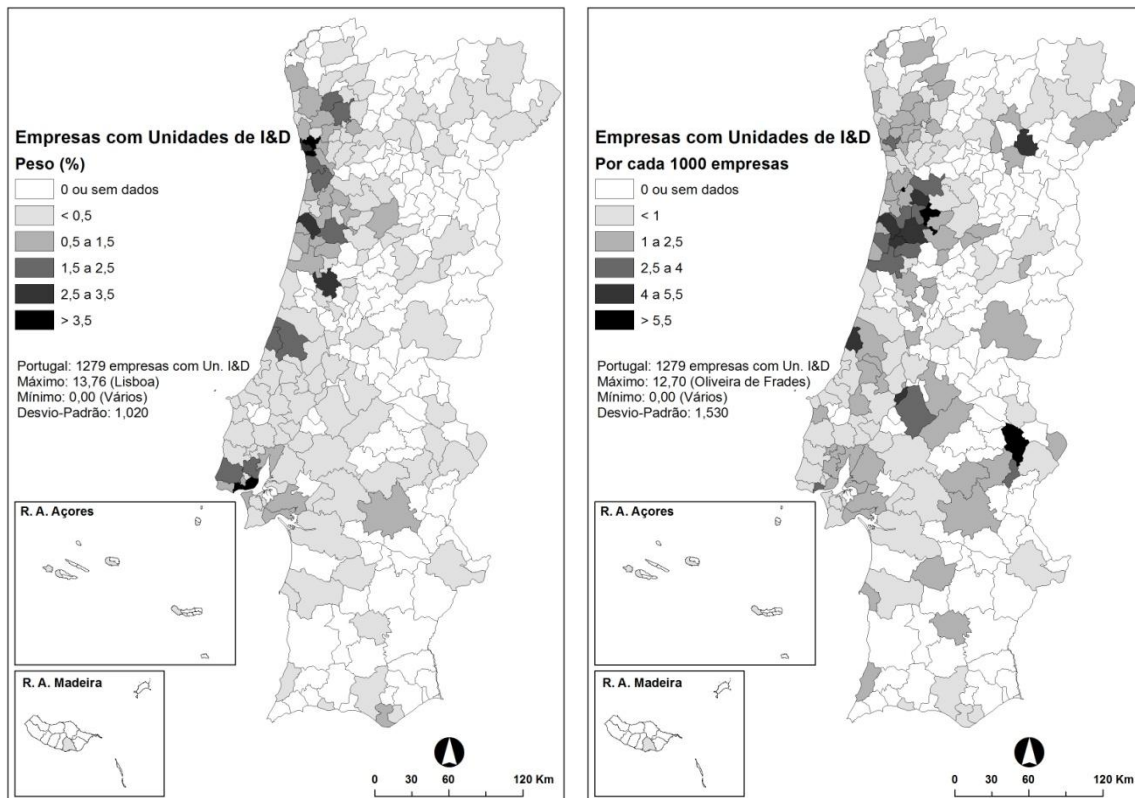 Empresas com Unidades de I&D
Peso (%)
0 ou sem dados
< 0,5
0,5 a 1,5
1,5 a 2,5
2,5 a 3,5
> 3,5
Portugal: 1279 empresas com Un. I&D
Máximo: 13,76 (Lisboa)
Mínimo: 0,00 (Vários)
Desvio-Padrão: 1,020
R. A. Açores
R. A. Madeira
0 30 60 120 Km
Empresas com Unidades de I&D
Por cada 1000 empresas
0 ou sem dados
< 1
1 a 2,5
2,5 a 4
4 a 5,5
> 5,5
Portugal: 1279 empresas com Un. I&D
Máximo: 12,70 (Oliveira de Frades)
Mínimo: 0,00 (Vários)
Desvio-Padrão: 1,530
R. A. Açores
R. A. Madeira
0 30 60 120 Km